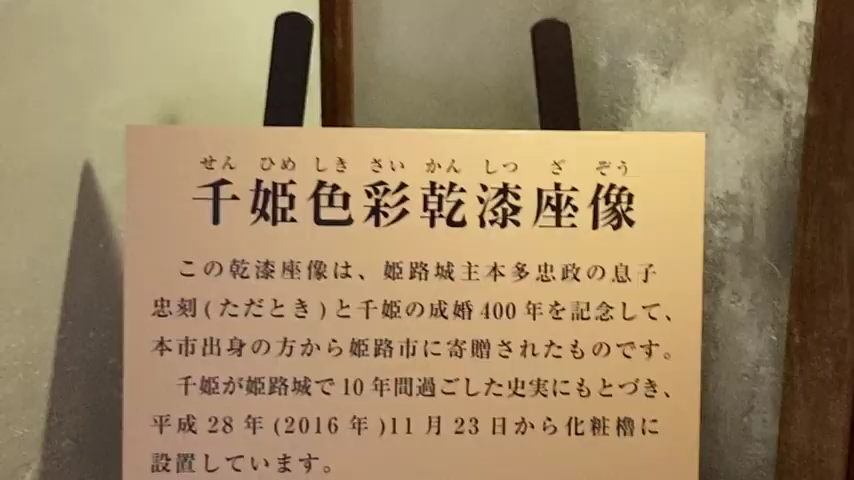 せん ひめ しき さい かん しつ ざ ぞう
千姫色彩乾漆座像
この乾漆座像は、姫路城主本多忠政の息子
忠刻(ただとき)と千姫の成婚400年を記念して、
本市出身の方から姫路市に寄贈されたものです。
千姫が姫路城で10年間過ごした史実にもとづき、
平成28年(2016年)11月23日から化粧櫓に
設置しています。